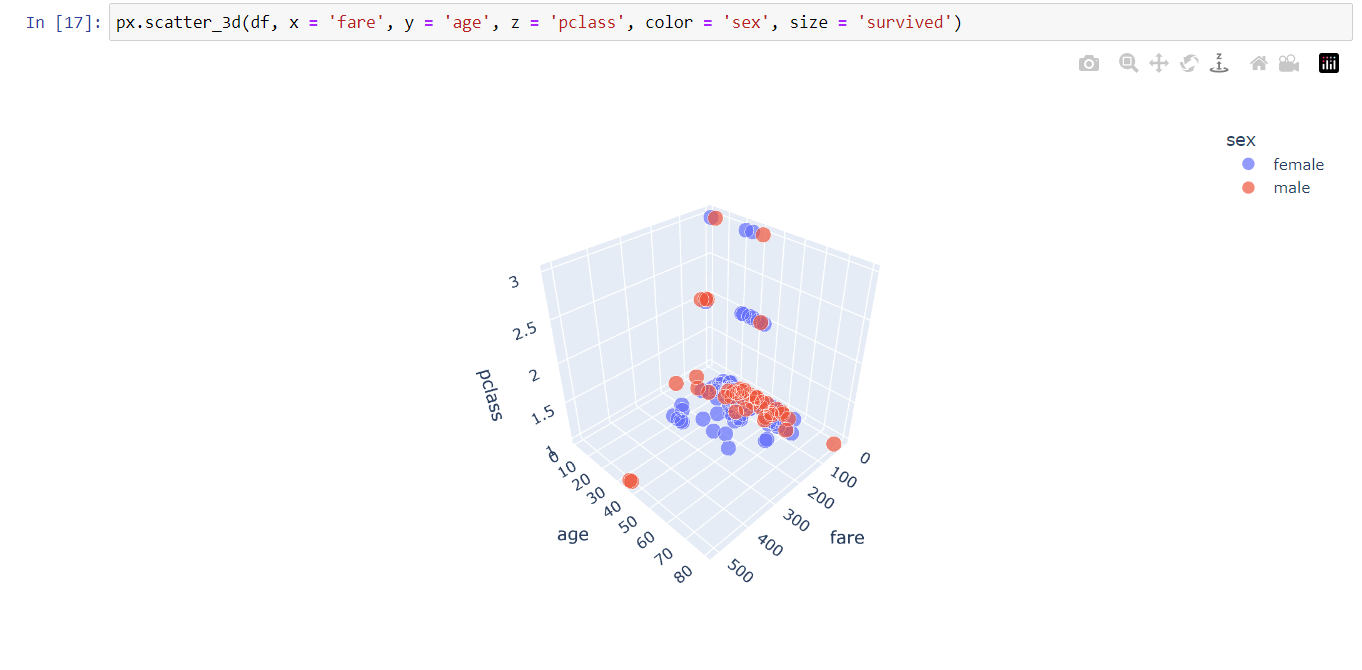 In [17]: px.scatter_3d(df, x = 'fare', y = 'age', z = 'pclass', color = 'sex', size = 'survived')
z
sex
female
male
3
2.5
2
1.5
1
pclass
0
10
20
30
40
50
60
70
80
age
0
100
200
300
400
500
fare